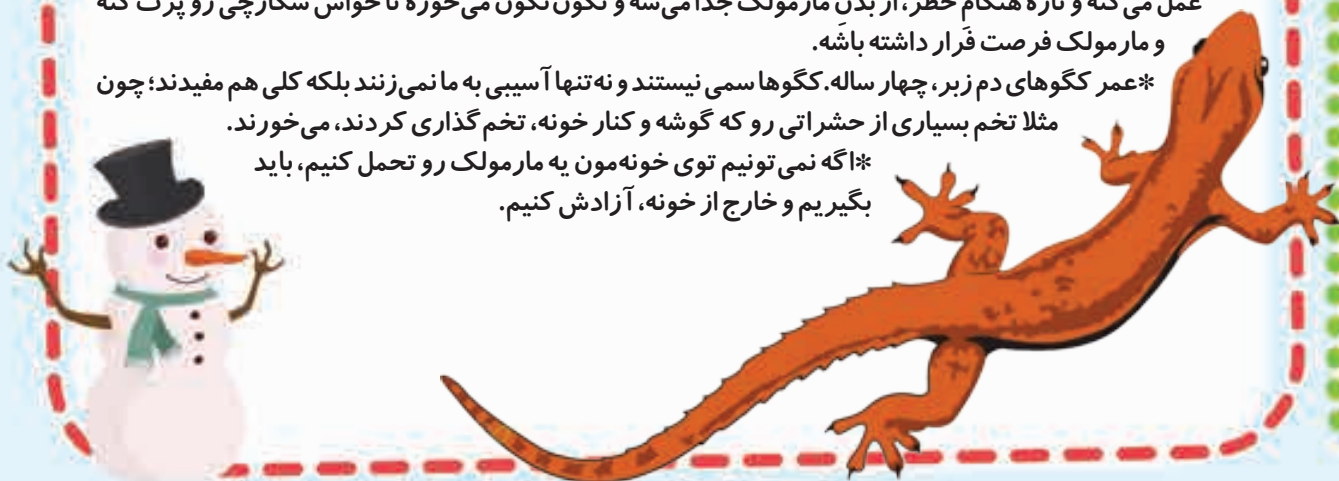 عمل می‌کنه و تازه هنگام خطر، از بدن مارمولک جدا می‌شه و تکون تکون می‌خوره تا حواس شکارچی رو پرت کنه
و مارمولک فرصت فَرار داشته باشَه.
*عمر کگوهای دم زبر، چهار ساله. کگوها سمی نیستند و نه‌تنها آسیبی به ما نمی‌زنند بلکه کلی هم مفیدند؛ چون
مثلا تخم بسیاری از حشراتی رو که گوشه و کنار خونه، تخم گذاری کردند، می‌خورند.
*اگه نمی‌تونیم توی خونه‌مون یه مارمولک رو تحمل کنیم، باید
بگیریم و خارج از خونه، آزادش کنیم.